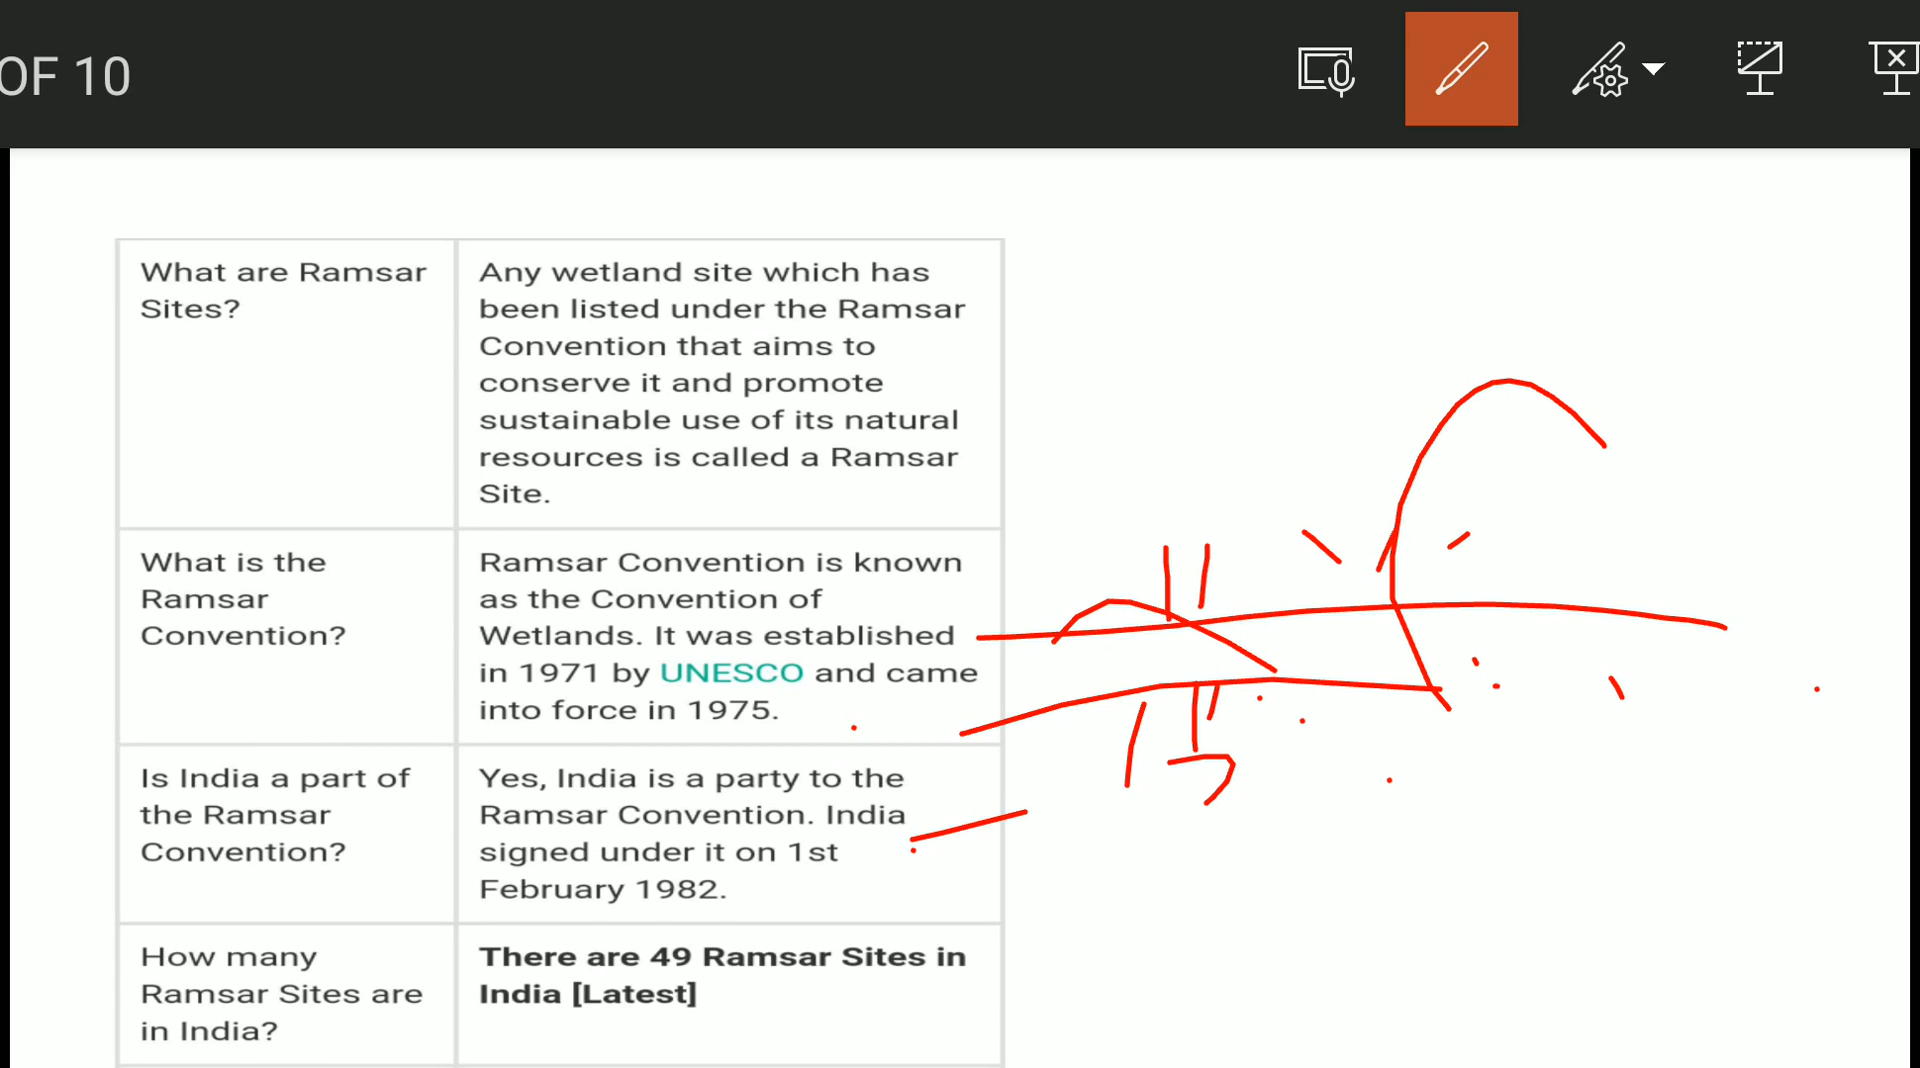 OF 10
What are Ramsar
Sites?
Any wetland site which has
been listed under the Ramsar
Convention that aims to
conserve it and promote
sustainable use of its natural
resources is called a Ramsar
Site.
What is the
Ramsar
Convention?
Ramsar Convention is known
as the Convention of
Wetlands. It was established
in 1971 by UNESCO and came
into force in 1975.
Is India a part of
the Ramsar
Convention?
Yes, India is a party to the
Ramsar Convention. India
signed under it on 1st
February 1982.
How many
Ramsar Sites are
in India?
There are 49 Ramsar Sites in
India [Latest]